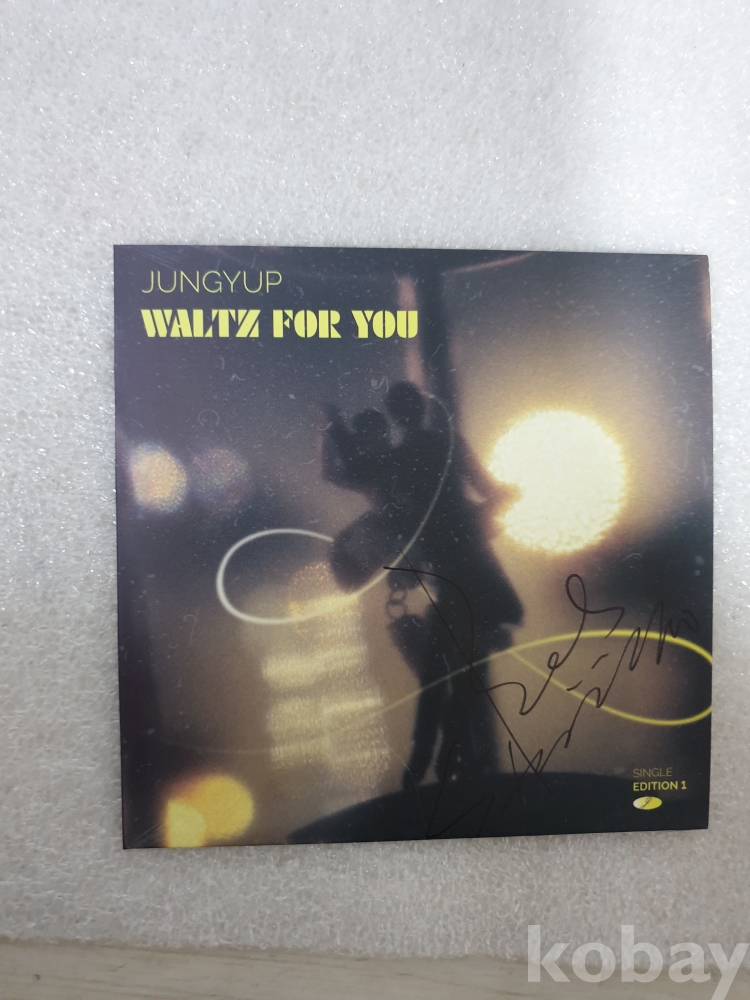 JUNGYUP
WALTZ FOR YOU
SINGLE
EDITION 1
kobay